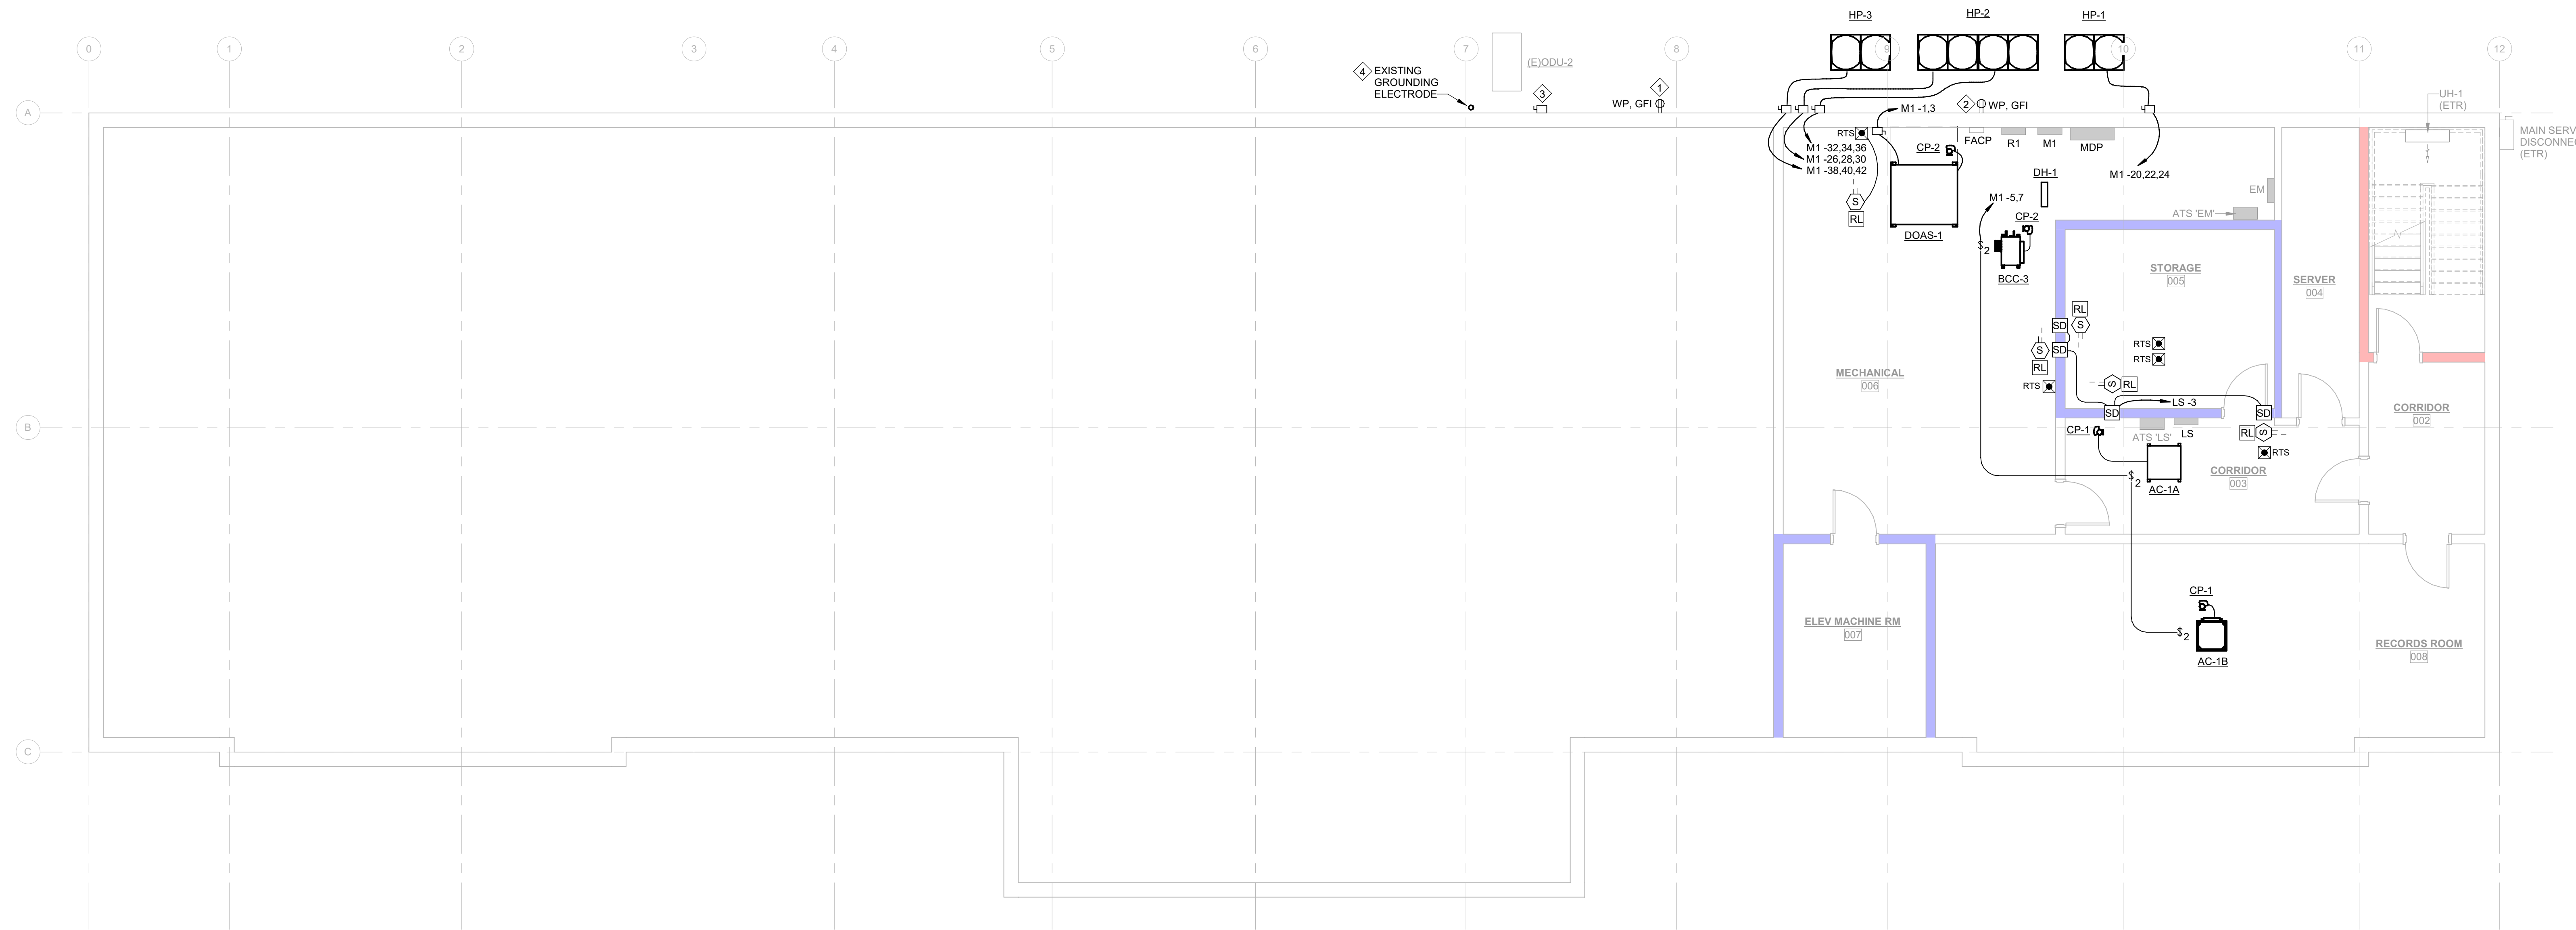 HP-3
HP-2
HP-1
0
1
2
3
4
5
6
7
8
9
10
11
12
(E)ODU-2
4
EXISTING
GROUNDING
ELECTRODE
3
1
WP, GFI
2
WP, GFI
UH-1
(ETR)
A
M1 -1,3
RTS
M1 -32,34,36
M1 -26,28,30
M1 -38,40,42
CP-2
FACP
R1
M1
MDP
MAIN SERV
DISCONNEC
(ETR)
M1 -20,22,24
DH-1
EM
S
RL
M1 -5,7
ATS 'EM'
CP-2
DOAS-1
2
BCC-3
STORAGE
005
SERVER
004
RL
SD
S
S
SD
RL
RTS
RTS
MECHANICAL
006
RTS
S
RL
LS -3
SD
SD
CORRIDOR
002
B
CP-1
ATS 'LS'
LS
RL
S
RTS
CORRIDOR
003
2
AC-1A
CP-1
ELEV MACHINE RM
007
2
AC-1B
RECORDS ROOM
008
C